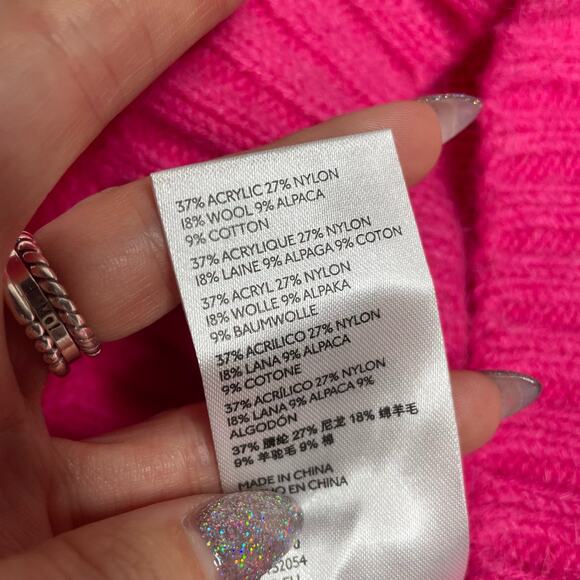 37% ACRYLIC 27% NYLON
18% WOOL 9% ALPACA
9% COTTON
37% ACRYLIQUE 27% NYLON
18% LAINE 9% ALPAGA 9% COTON
37% ACRYL 27% NYLON
18% WOLLE 9% ALPAKA
9% BAUMWOLLE
37% ACRILICO 27% NYLON
18% LANA 9% ALPACA
9% COTONE
37% ACRÍLICO 27% NYLON
18% LANA 9% ALPACA 9%
ALGODÓN
37% 腈纶 27% 尼龙 18% 绵羊毛
9% 羊驼毛 9% 棉
MADE IN CHINA
EN CHINA
52054